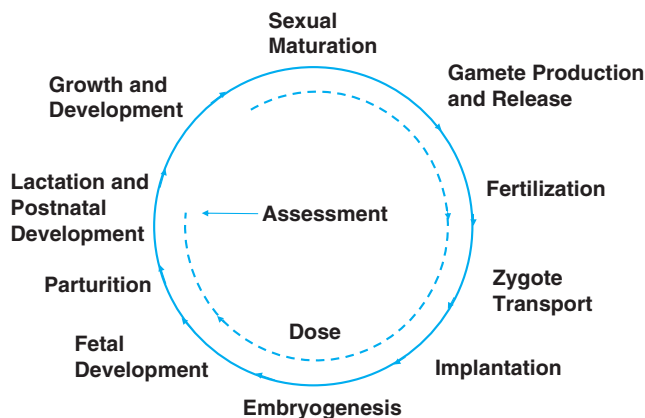 Sexual
Maturation
Gamete Production
and Release
Fertilization
Zygote
Transport
Implantation
Embryogenesis
Fetal
Development
Parturition
Lactation and
Postnatal
Development
Growth and
Development
Assessment
Dose